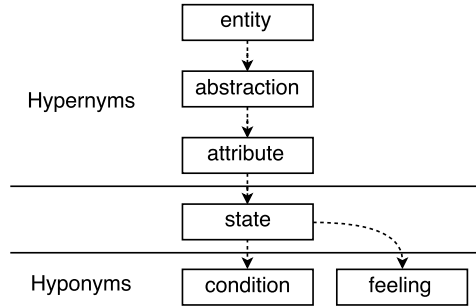 entity
Hypernyms
abstraction
attribute
state
Hyponyms
condition
feeling